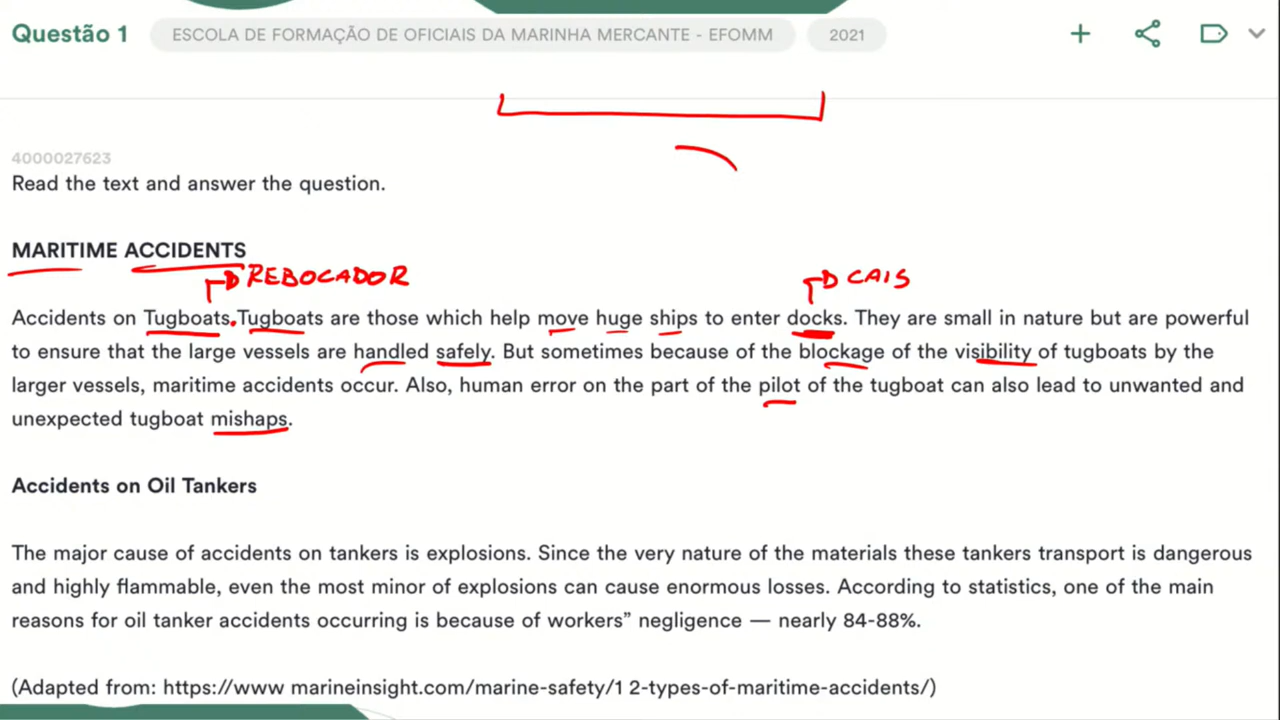 Questão 1 ESCOLA DE FORMAÇÃO DE OFICIAIS DA MARINHA MERCANTE - EFOMM 2021
4000027623
Read the text and answer the question.
MARITIME ACCIDENTS
REBOCADOR CAIS
Accidents on Tugboats.Tugboats are those which help move huge ships to enter docks. They are small in nature but are powerful
to ensure that the large vessels are handled safely. But sometimes because of the blockage of the visibility of tugboats by the
larger vessels, maritime accidents occur. Also, human error on the part of the pilot of the tugboat can also lead to unwanted and
unexpected tugboat mishaps.
Accidents on Oil Tankers
The major cause of accidents on tankers is explosions. Since the very nature of the materials these tankers transport is dangerous
and highly flammable, even the most minor of explosions can cause enormous losses. According to statistics, one of the main
reasons for oil tanker accidents occurring is because of workers” negligence — nearly 84-88%.
(Adapted from: https://www marineinsight.com/marine-safety/1 2-types-of-maritime-accidents/)